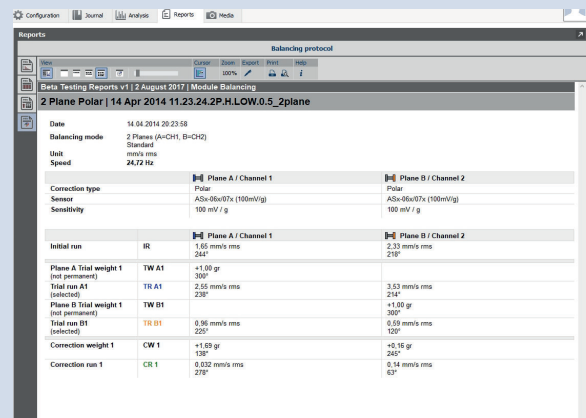 Configuration Journal Analysis Reports Media
Reports
Balancing protocol
View Cursor Zoom Export Print Help
100% i
Beta Testing Reports v1 | 2 August 2017 | Module Balancing
2 Plane Polar | 14 Apr 2014 11.23.24.2P.H.LOW.0.5_2plane
Date 14.04.2014 20:23:58
Balancing mode 2 Planes (A=CH1, B=CH2)
Standard
Unit mm/s rms
Speed 24,72 Hz
Plane A / Channel 1 Plane B / Channel 2
Correction type Polar Polar
Sensor ASx-06x/07x (100mV/g) ASx-06x/07x (100mV/g)
Sensitivity 100 mV / g 100 mV / g
Plane A / Channel 1 Plane B / Channel 2
Initial run IR 1,65 mm/s rms 2,33 mm/s rms
244° 218°
Plane A Trial weight 1 TW A1 +1,00 gr
(not permanent) 300°
Trial run A1 TR A1 2,55 mm/s rms 3,53 mm/s rms
(selected) 238° 214°
Plane B Trial weight 1 TW B1 +1,00 gr
(not permanent) 300°
Trial run B1 TR B1 0,96 mm/s rms 0,59 mm/s rms
(selected) 225° 120°
Correction weight 1 CW 1 +1,69 gr +0,16 gr
138° 245°
Correction run 1 CR 1 0,032 mm/s rms 0,14 mm/s rms
278° 63°